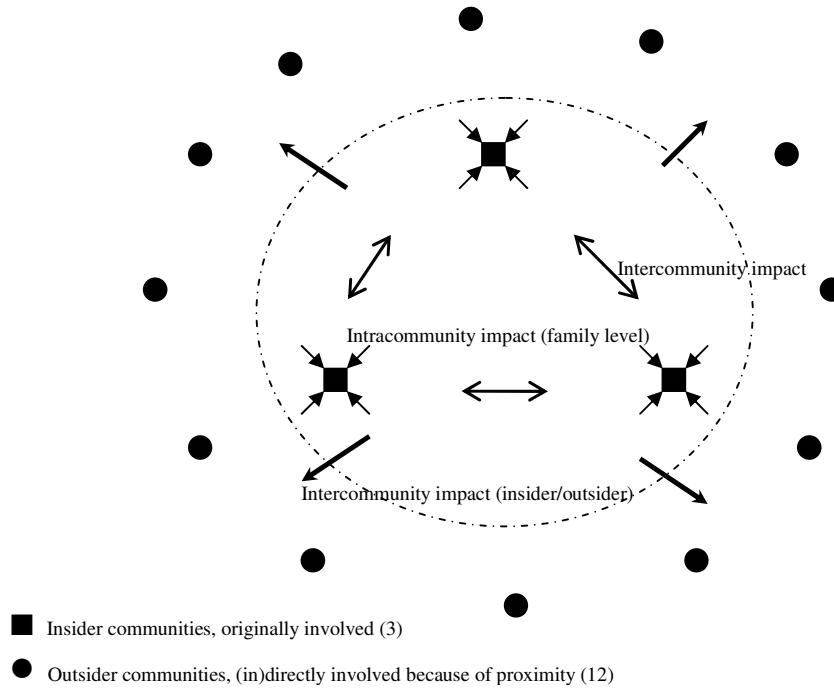 Intercommunity impact
Intracommunity impact (family level)
Intercommunity impact (insider/outsider)
Insider communities, originally involved (3)
Outsider communities, (in)directly involved because of proximity (12)